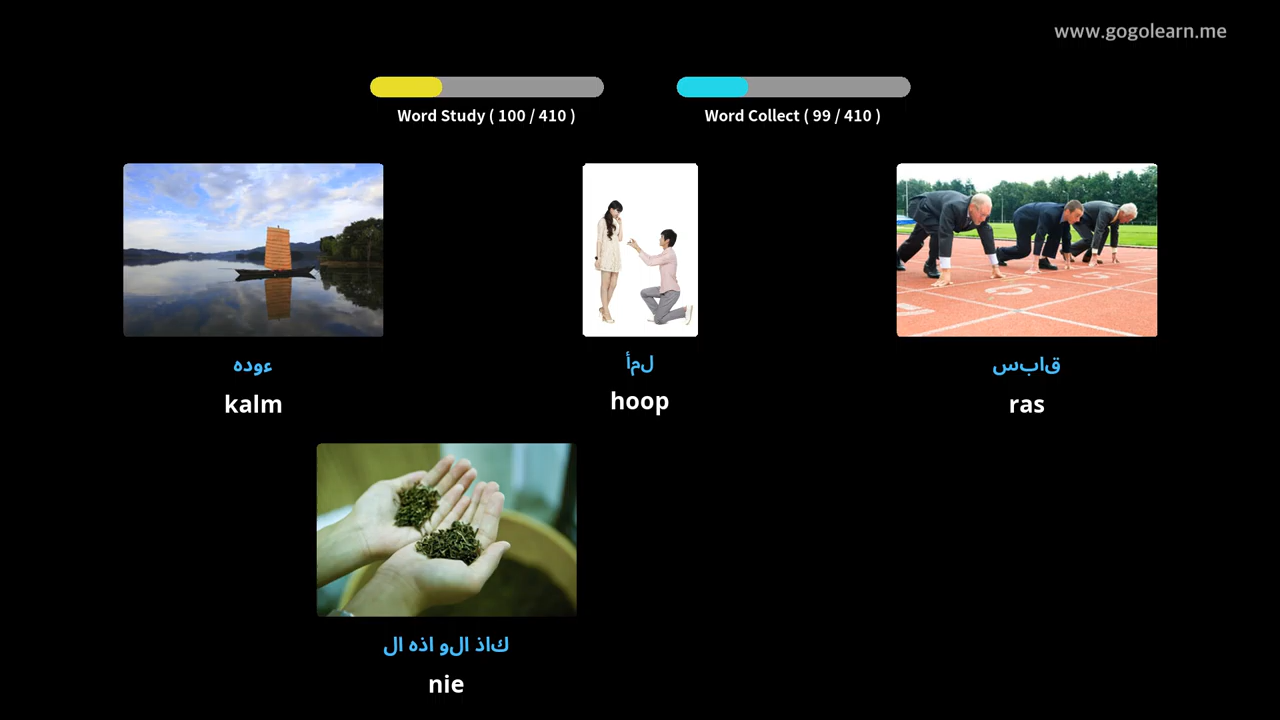 www.gogolearn.me
Word Study ( 100 / 410 )
Word Collect ( 99 / 410 )
ءوده
kalm
لمأ
hoop
قابس
ras
كاذ الو اذه ال
nie